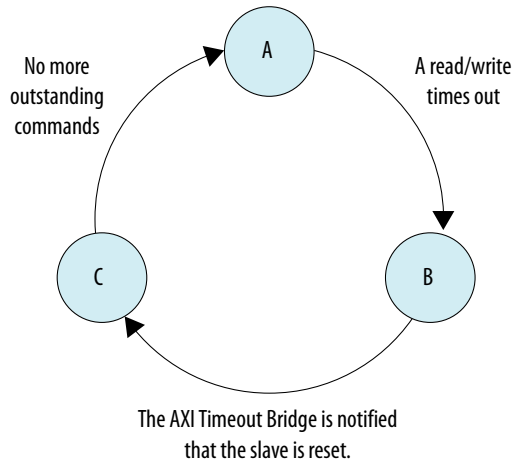 A
No more
outstanding
commands
A read/write
times out
C
B
The AXI Timeout Bridge is notified
that the slave is reset.